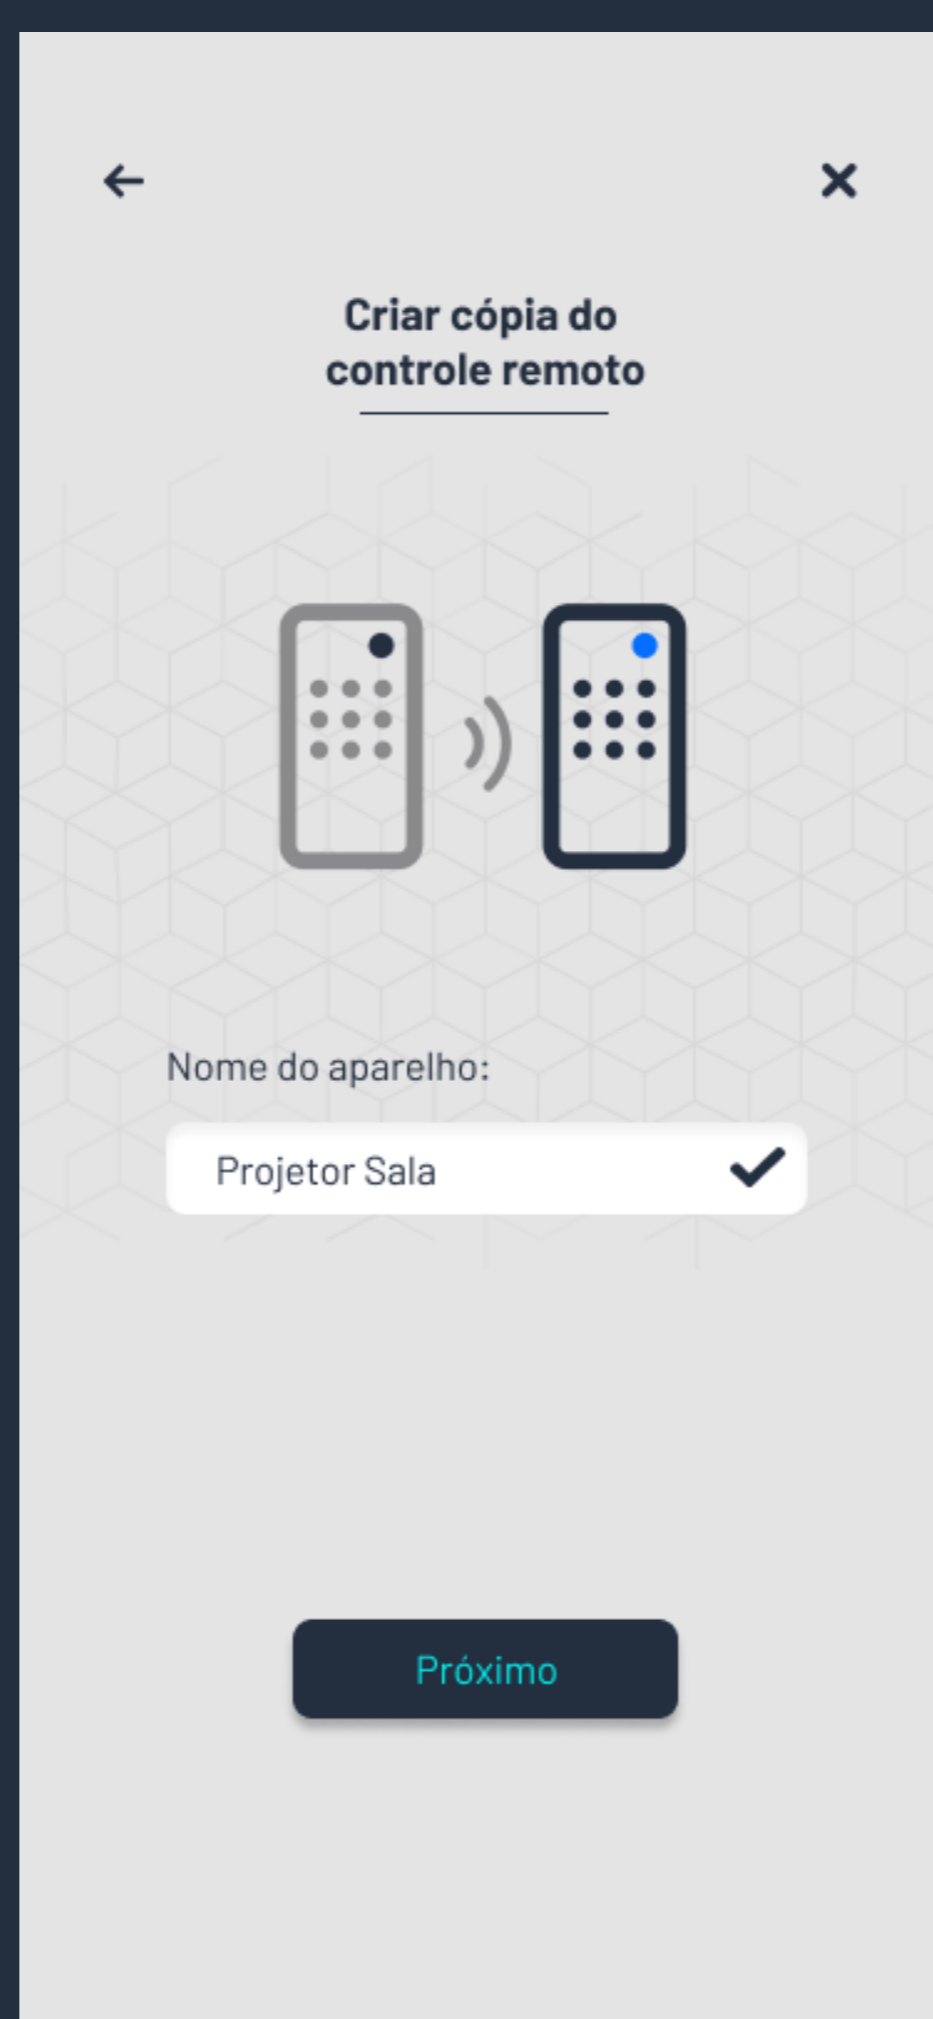 Criar cópia do
controle remoto
Nome do aparelho:
Projetor Sala
Próximo